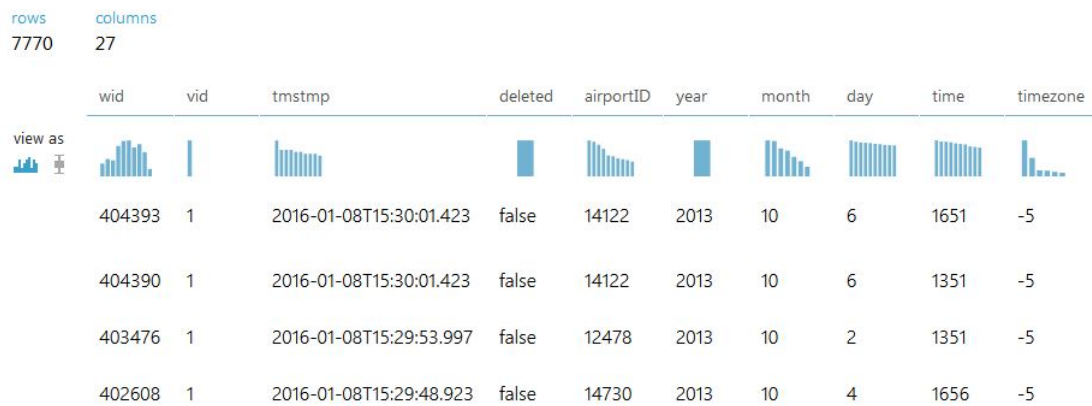 rows columns
7770 27
wid vid tmstmp deleted airportID year month day time timezone
view as
404393 1 2016-01-08T15:30:01.423 false 14122 2013 10 6 1651 -5
404390 1 2016-01-08T15:30:01.423 false 14122 2013 10 6 1351 -5
403476 1 2016-01-08T15:29:53.997 false 12478 2013 10 2 1351 -5
402608 1 2016-01-08T15:29:48.923 false 14730 2013 10 4 1656 -5